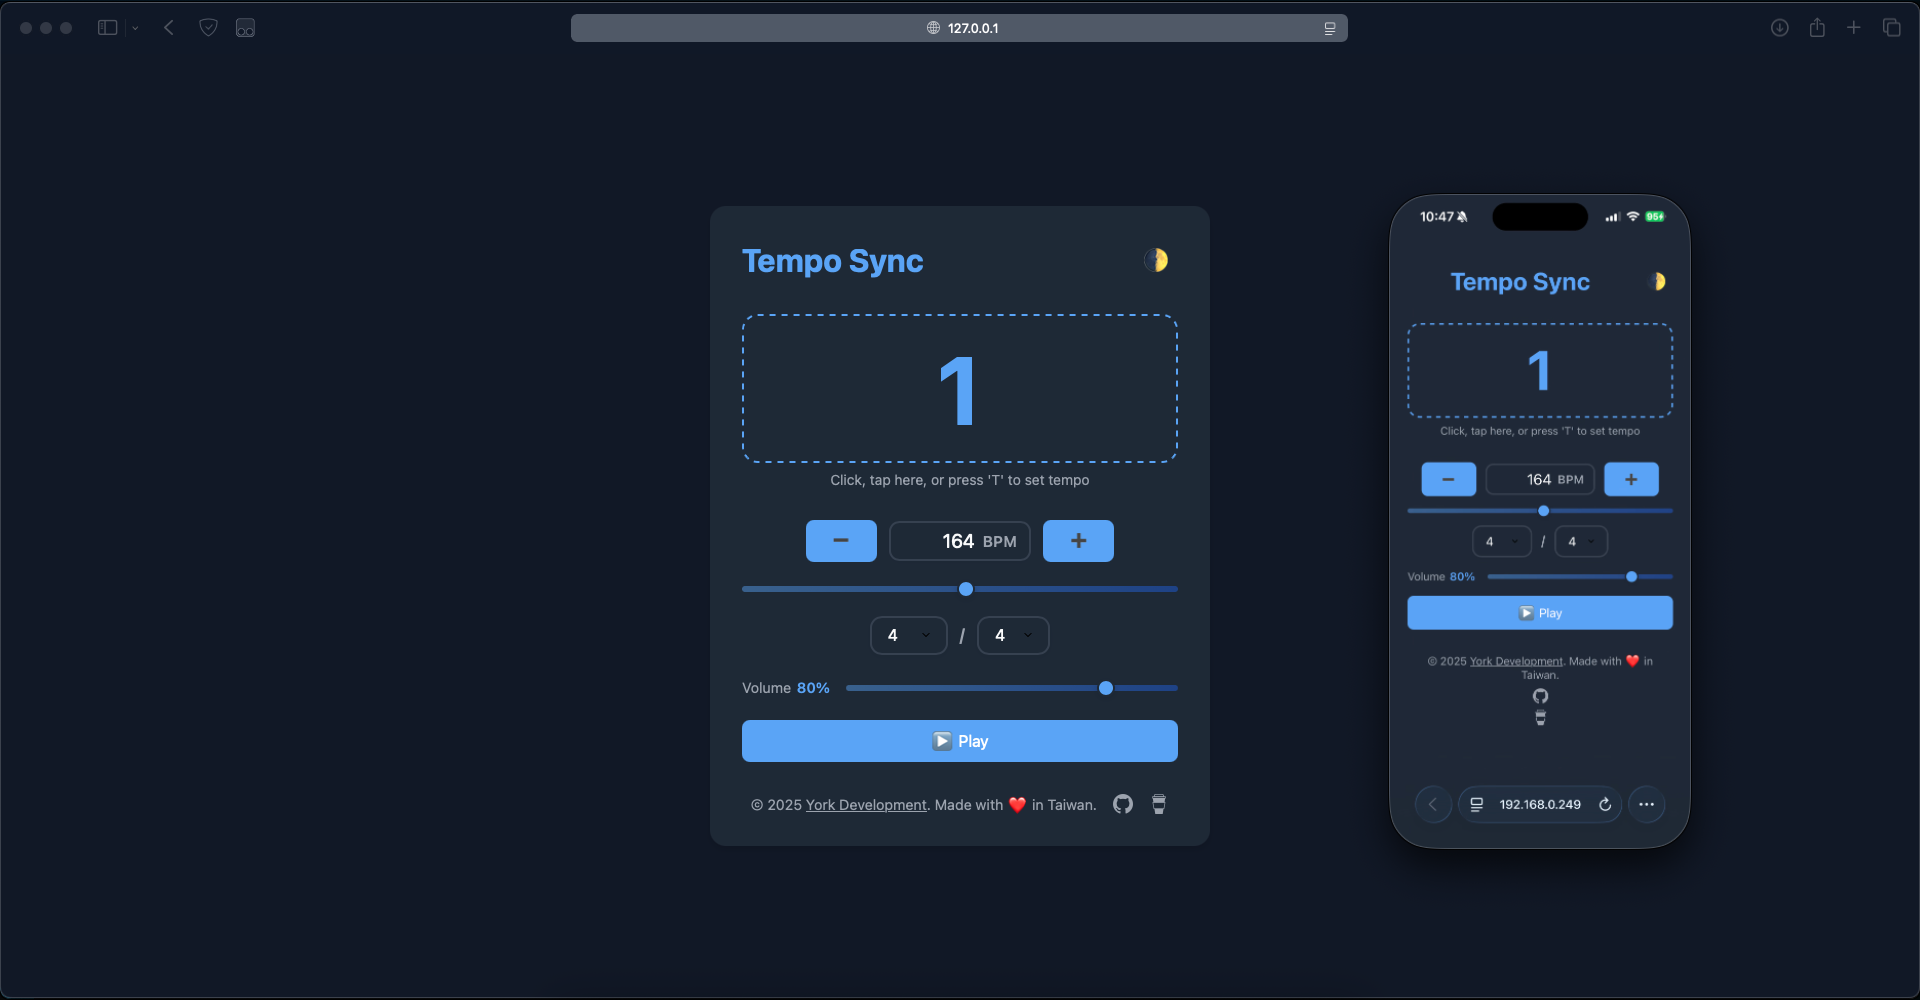 127.0.0.1
Tempo Sync
1
Click, tap here, or press 'T' to set tempo
− 164 BPM +
4 / 4
Volume 80%
Play
© 2025 York Development. Made with ❤️ in Taiwan.
10:47
95
Tempo Sync
1
Click, tap here, or press 'T' to set tempo
− 164 BPM +
4 / 4
Volume 80%
Play
© 2025 York Development. Made with ❤️ in
Taiwan.
192.168.0.249